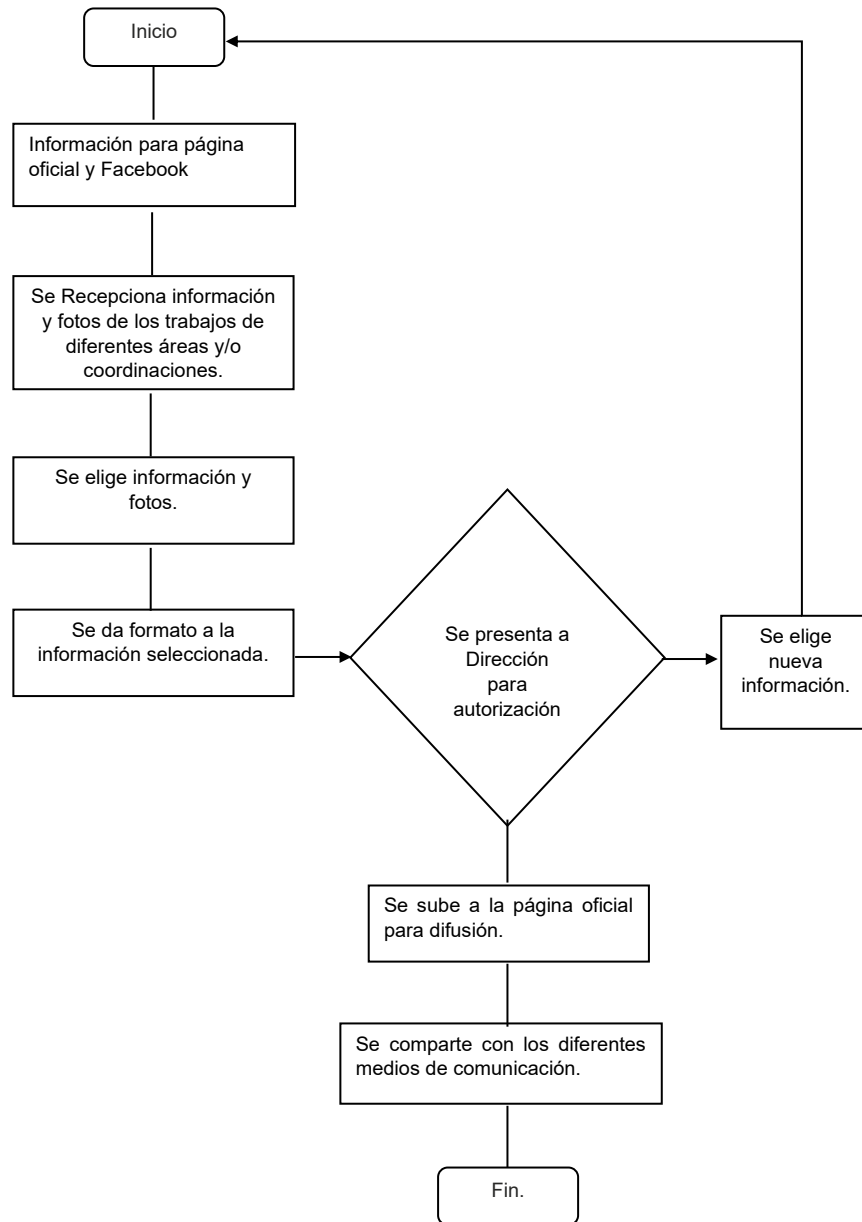 Inicio
Información para página
oficial y Facebook
Se Recepciona información
y fotos de los trabajos de
diferentes áreas y/o
coordinaciones.
Se elige información y
fotos.
Se da formato a la
información seleccionada.
Se presenta a
Dirección
para
autorización
Se elige
nueva
información.
Se sube a la página oficial
para difusión.
Se comparte con los diferentes
medios de comunicación.
Fin.